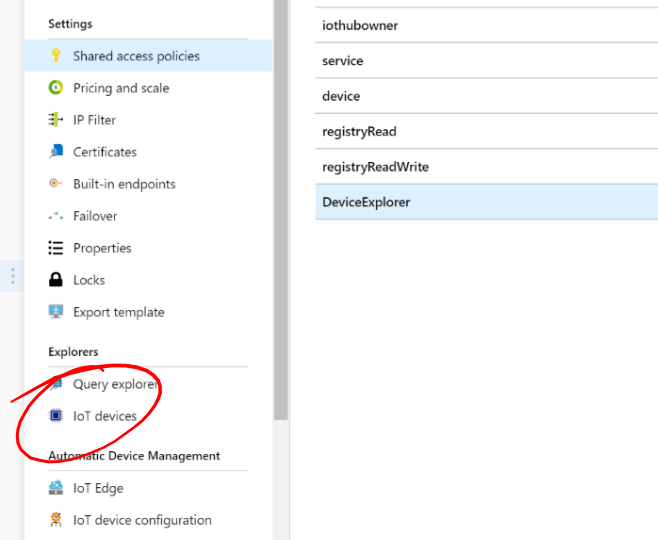 Settings
Shared access policies
Pricing and scale
IP Filter
Certificates
Built-in endpoints
Failover
Properties
Locks
Export template
Explorers
Query explorer
IoT devices
Automatic Device Management
IoT Edge
IoT device configuration
iothubowner
service
device
registryRead
registryReadWrite
DeviceExplorer